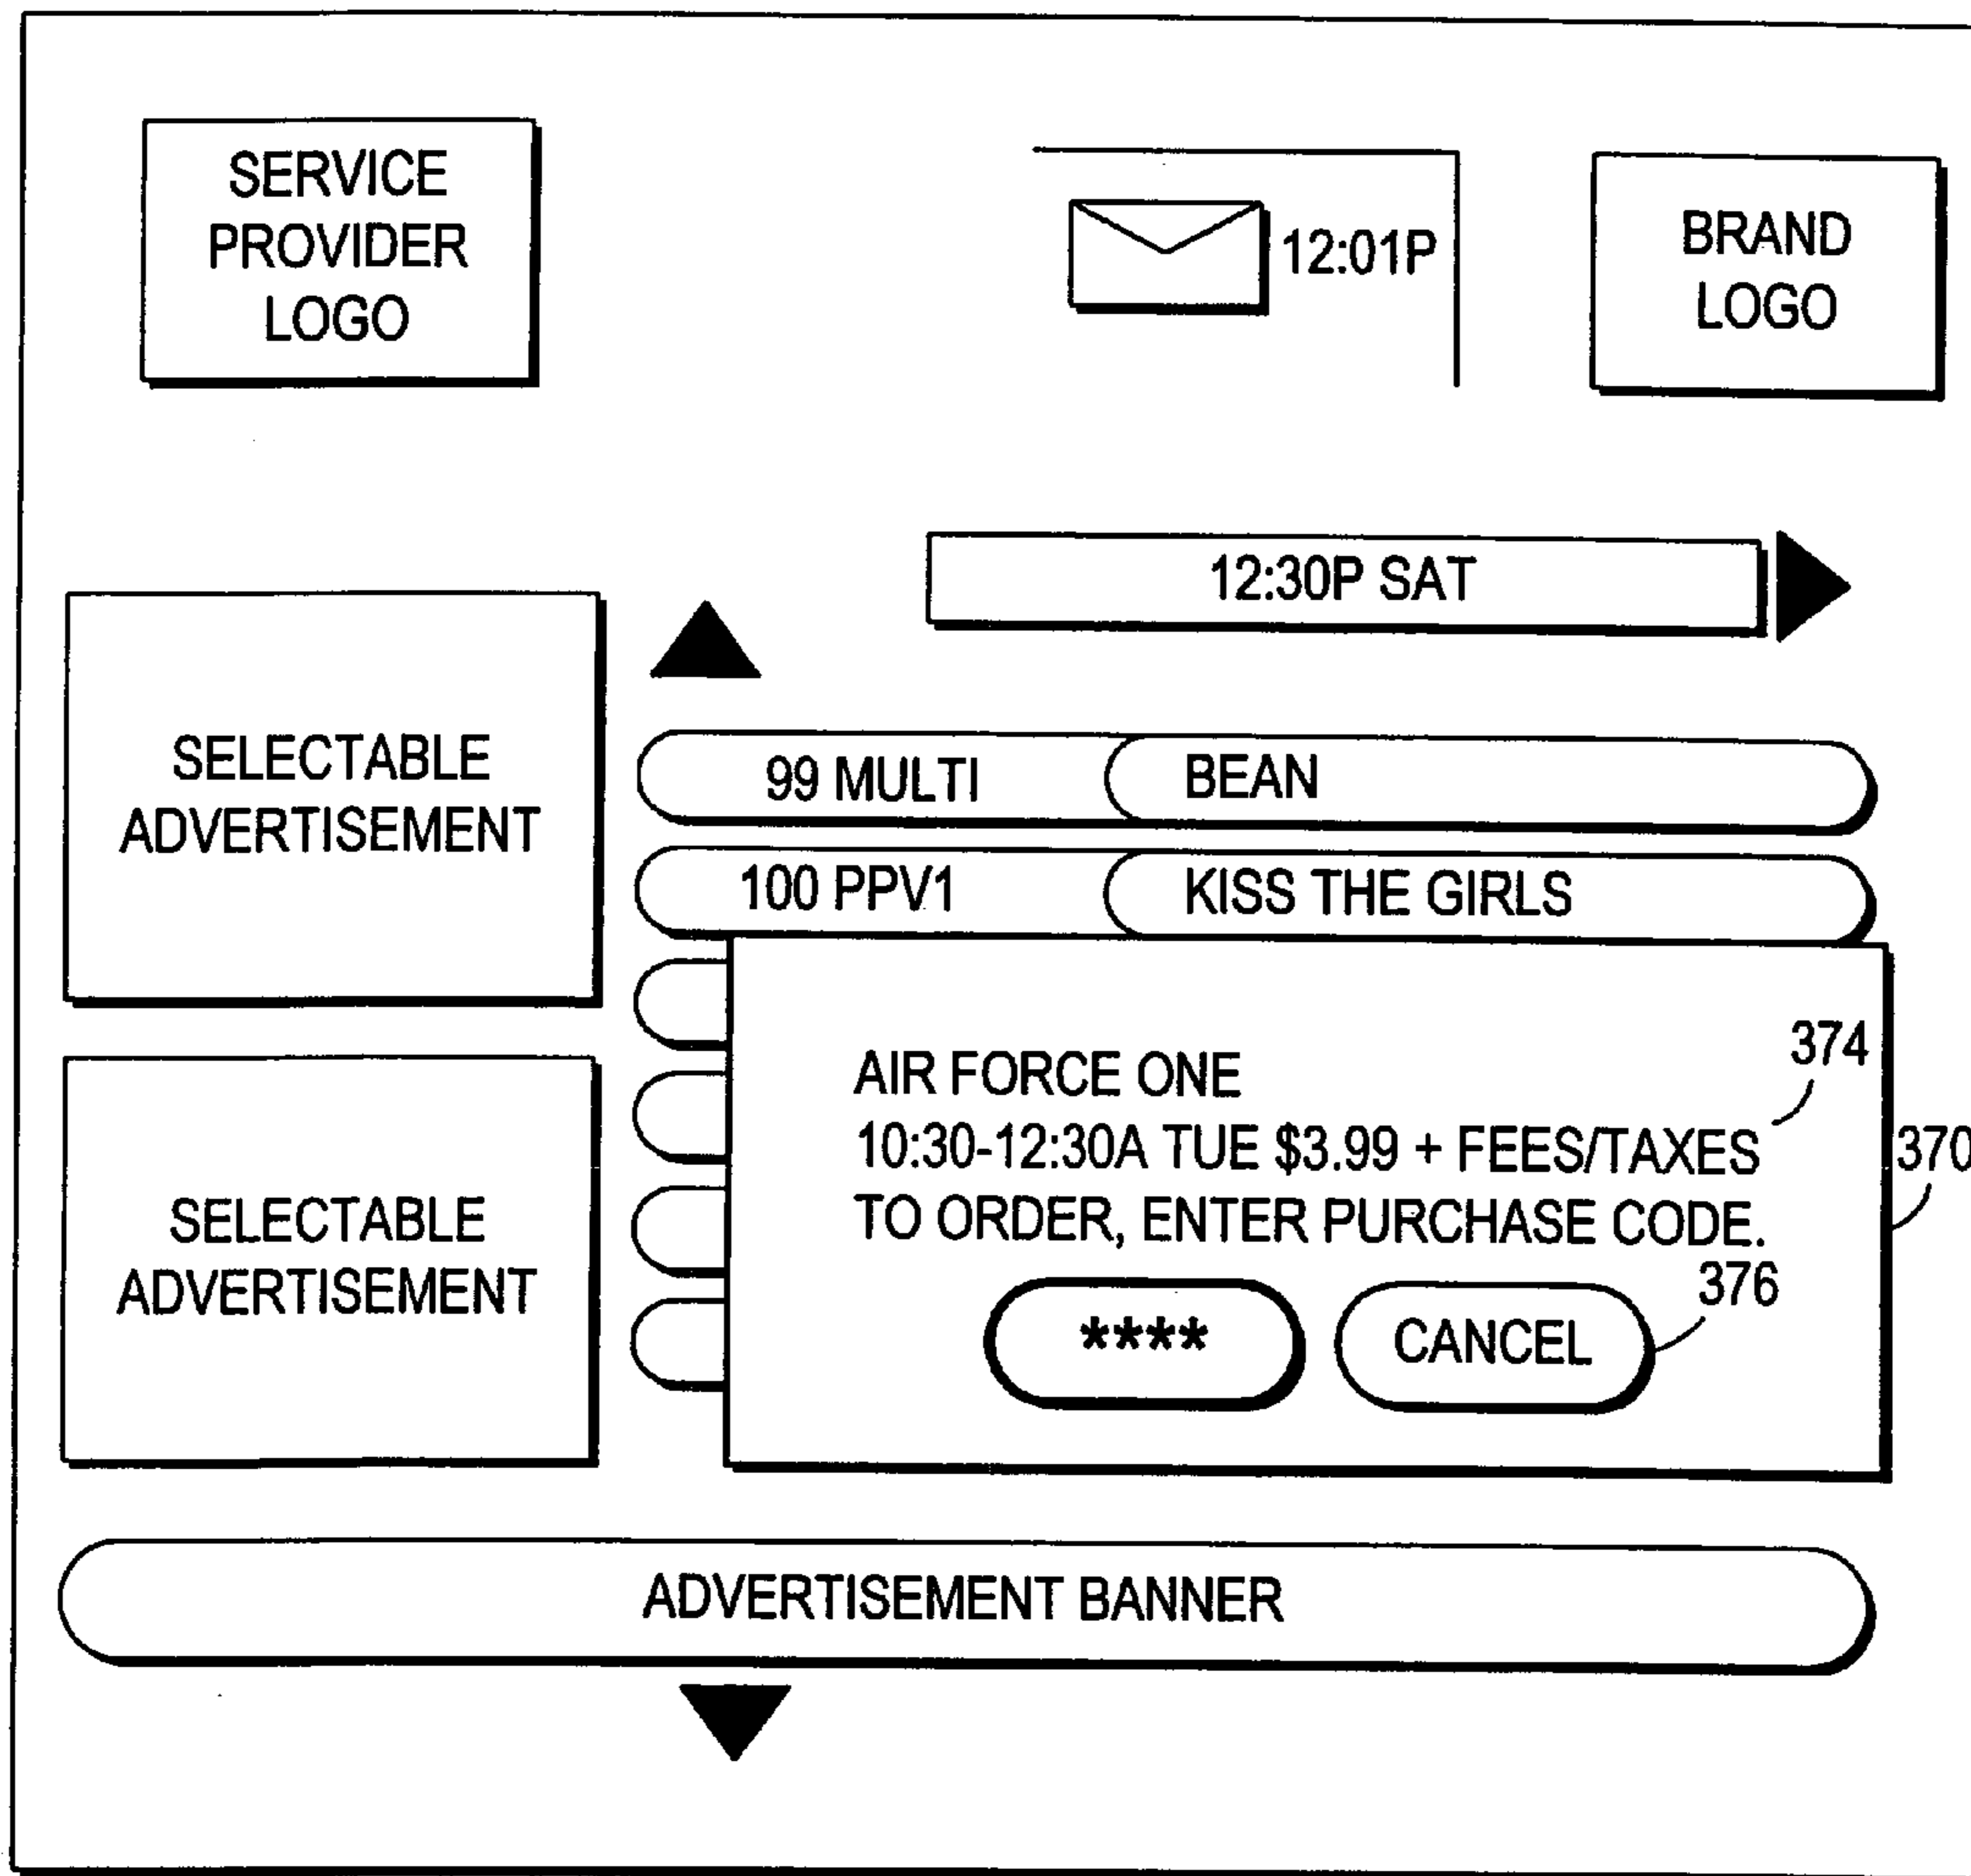 SERVICE
PROVIDER
LOGO
12:01P
BRAND
LOGO
12:30P SAT
SELECTABLE
ADVERTISEMENT
99 MULTI BEAN
100 PPV1 KISS THE GIRLS
374
AIR FORCE ONE
10:30-12:30A TUE $3.99 + FEES/TAXES
370
TO ORDER, ENTER PURCHASE CODE.
376
**** CANCEL
SELECTABLE
ADVERTISEMENT
ADVERTISEMENT BANNER